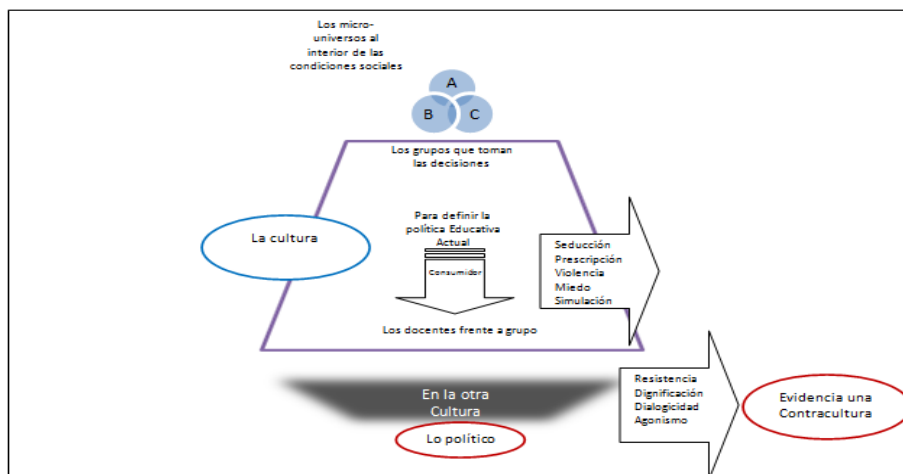 Los micro-
universos al
interior de las
condiciones sociales
A
B
C
Los grupos que toman
las decisiones
La cultura
Para definir la
política Educativa
Actual
Consumidor
Seducción
Prescripción
Violencia
Miedo
Simulación
Los docentes frente a grupo
Resistencia
Dignificación
Dialogicidad
Agonismo
En la otra
Cultura
Lo político
Evidencia una
Contracultura